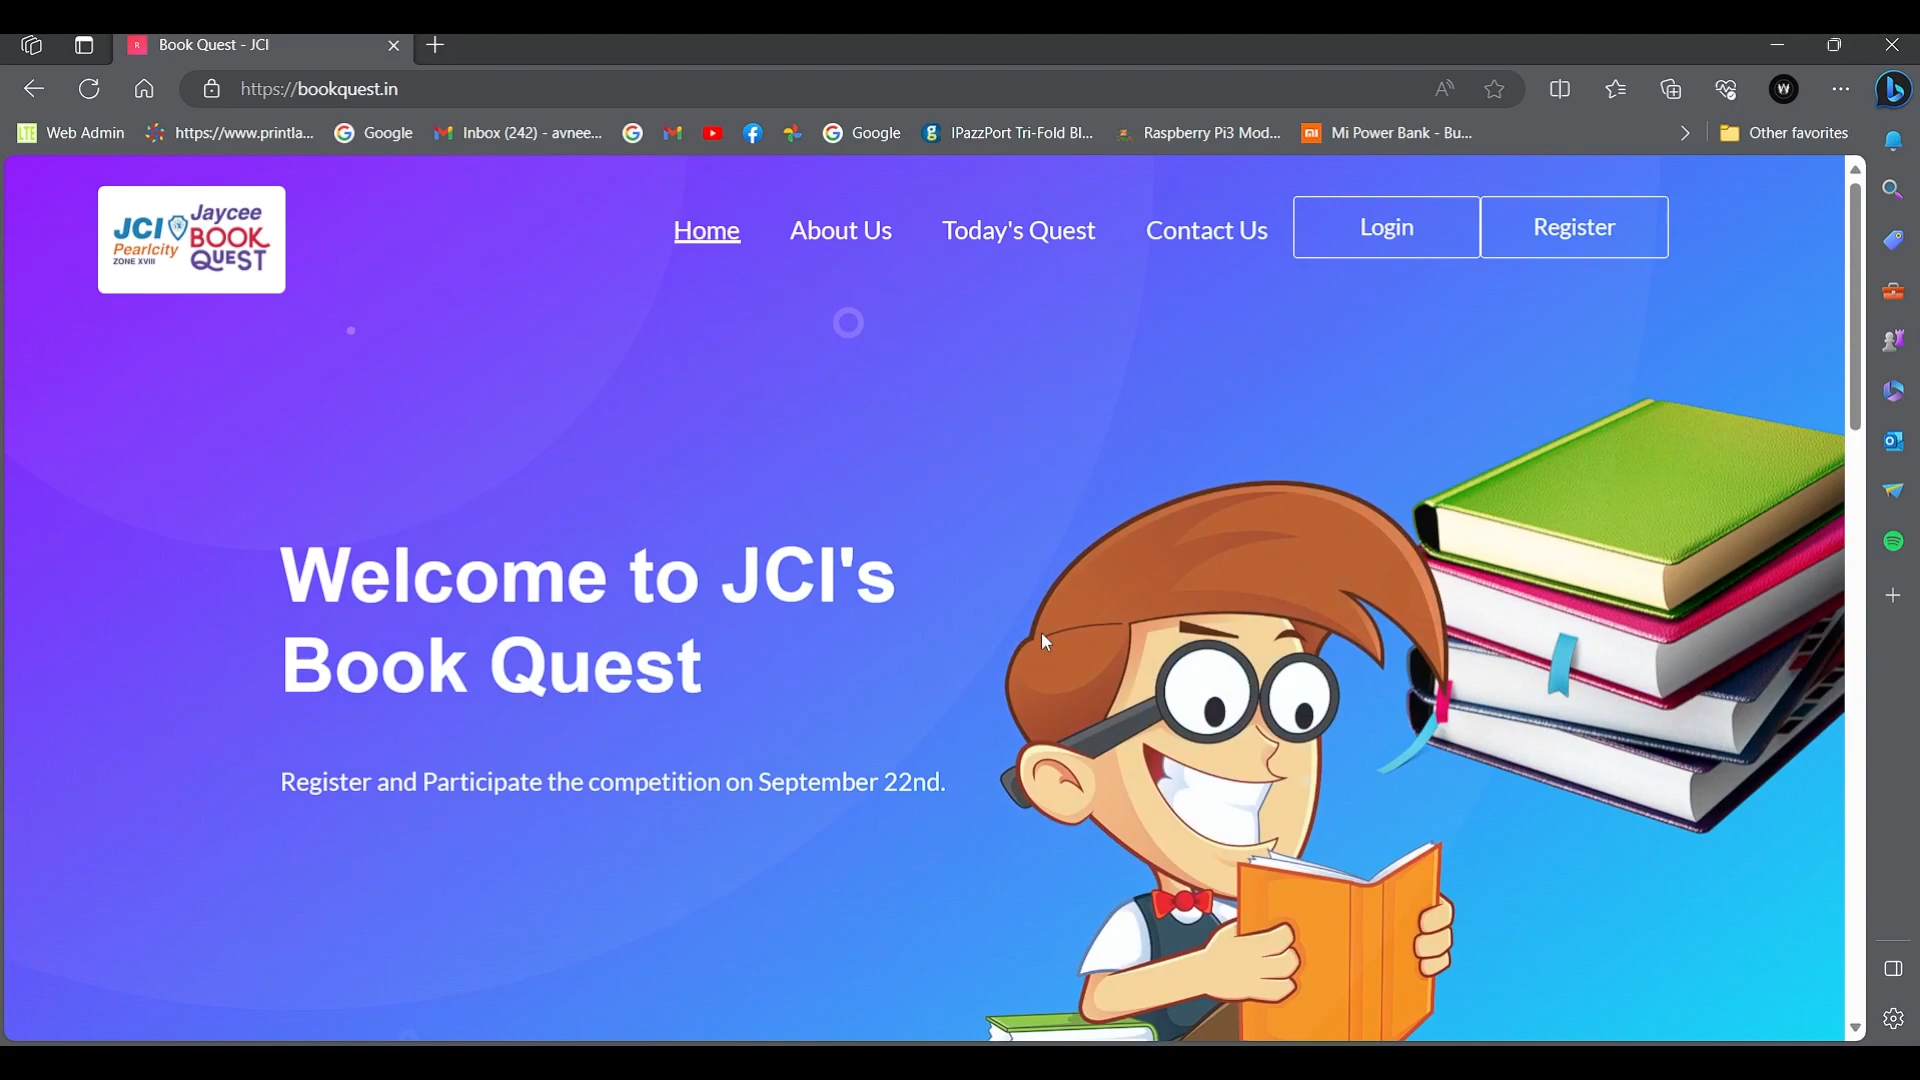 Book Quest - JCI
https://bookquest.in
Web Admin
https://www.printla...
Google
Inbox (242) - avnee...
Google
IPazzPort Tri-Fold Bl...
Raspberry Pi3 Mod...
Mi Power Bank - Bu...
Other favorites
JCI
Pearlcity
ZONE XVIII
Jaycee
BOOK
QUEST
Home
About Us
Today's Quest
Contact Us
Login
Register
Welcome to JCI's
Book Quest
Register and Participate the competition on September 22nd.